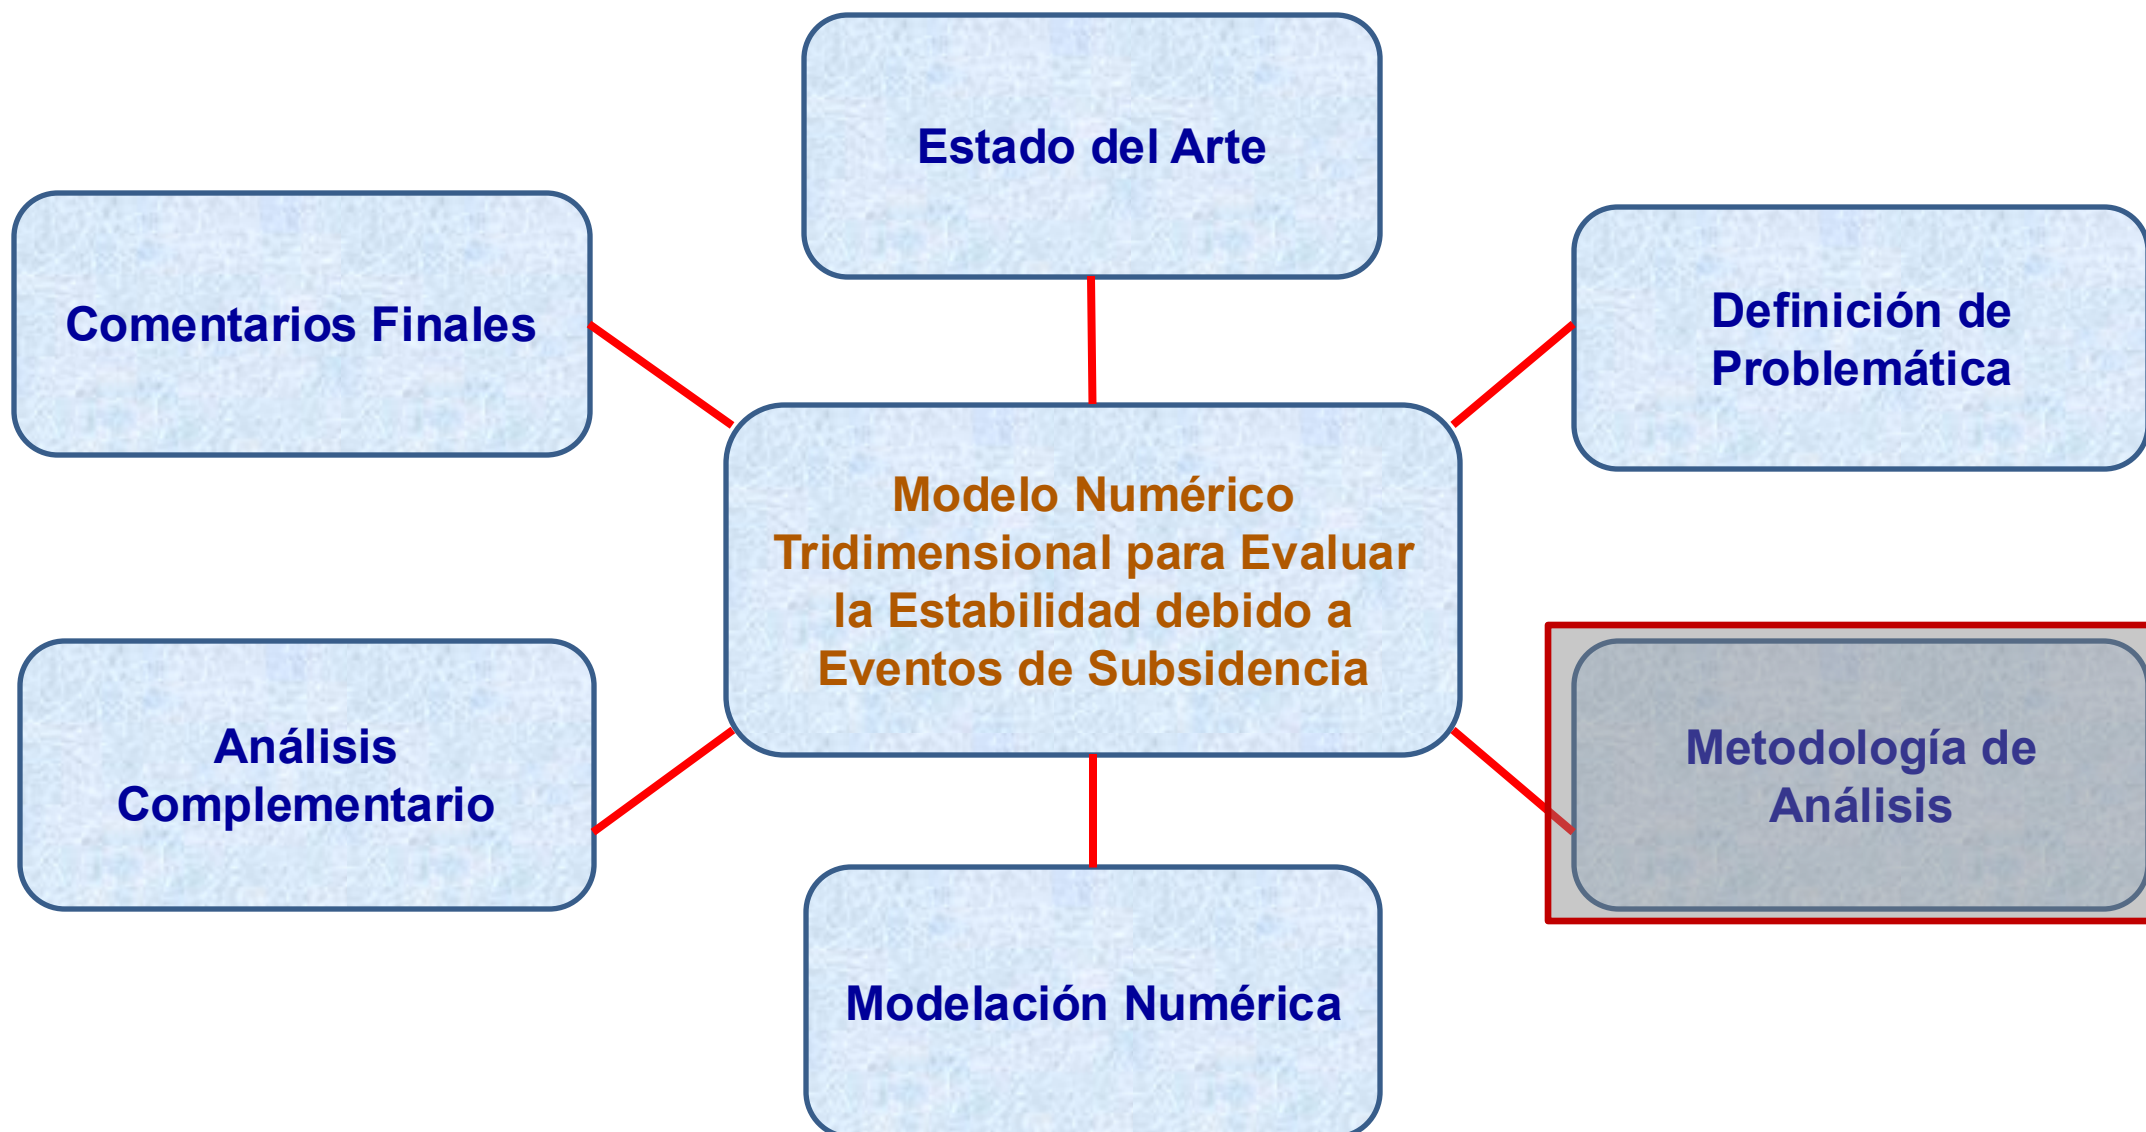 Estado del Arte
Comentarios Finales
Definición de
Problemática
Modelo Numérico
Tridimensional para Evaluar
la Estabilidad debido a
Eventos de Subsidencia
Análisis
Complementario
Metodología de
Análisis
Modelación Numérica